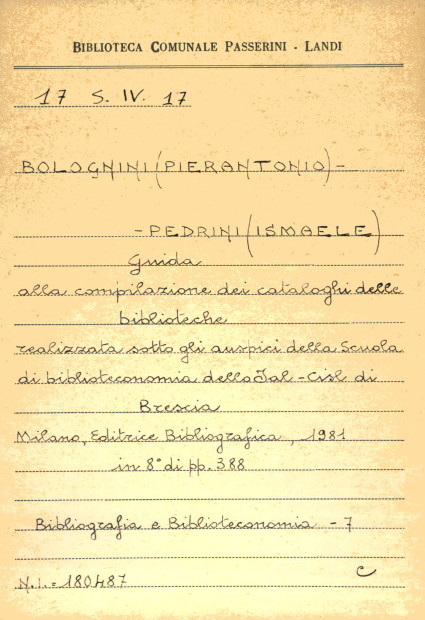 BIBLIOTECA COMUNALE PASSERINI - LANDI
17 S. IV. 17
BOLOGNINI (PIERANTONIO) -
- PEDRINI (ISMAELE)
Guida
alla compilazione dei cataloghi delle
biblioteche
realizzata sotto gli auspici della Scuola
di biblioteconomia dello Ial - Cisl di
Brescia
Milano, Editrice Bibliografica, 1981
in 8° di pp. 388
Bibliografia e Biblioteconomia - 7
N.i. = 180487
C